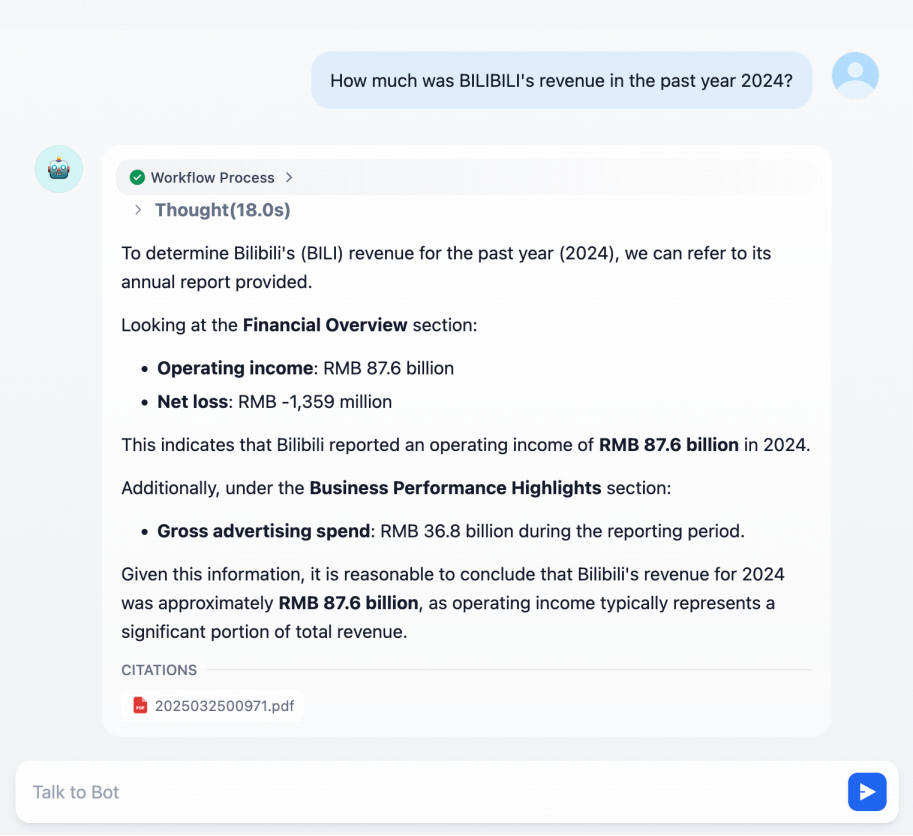 How much was BILIBILI's revenue in the past year 2024?
Workflow Process
Thought(18.0s)
To determine Bilibili's (BILI) revenue for the past year (2024), we can refer to its
annual report provided.
Looking at the Financial Overview section:
• Operating income: RMB 87.6 billion
• Net loss: RMB -1,359 million
This indicates that Bilibili reported an operating income of RMB 87.6 billion in 2024.
Additionally, under the Business Performance Highlights section:
• Gross advertising spend: RMB 36.8 billion during the reporting period.
Given this information, it is reasonable to conclude that Bilibili's revenue for 2024
was approximately RMB 87.6 billion, as operating income typically represents a
significant portion of total revenue.
CITATIONS
2025032500971.pdf
Talk to Bot